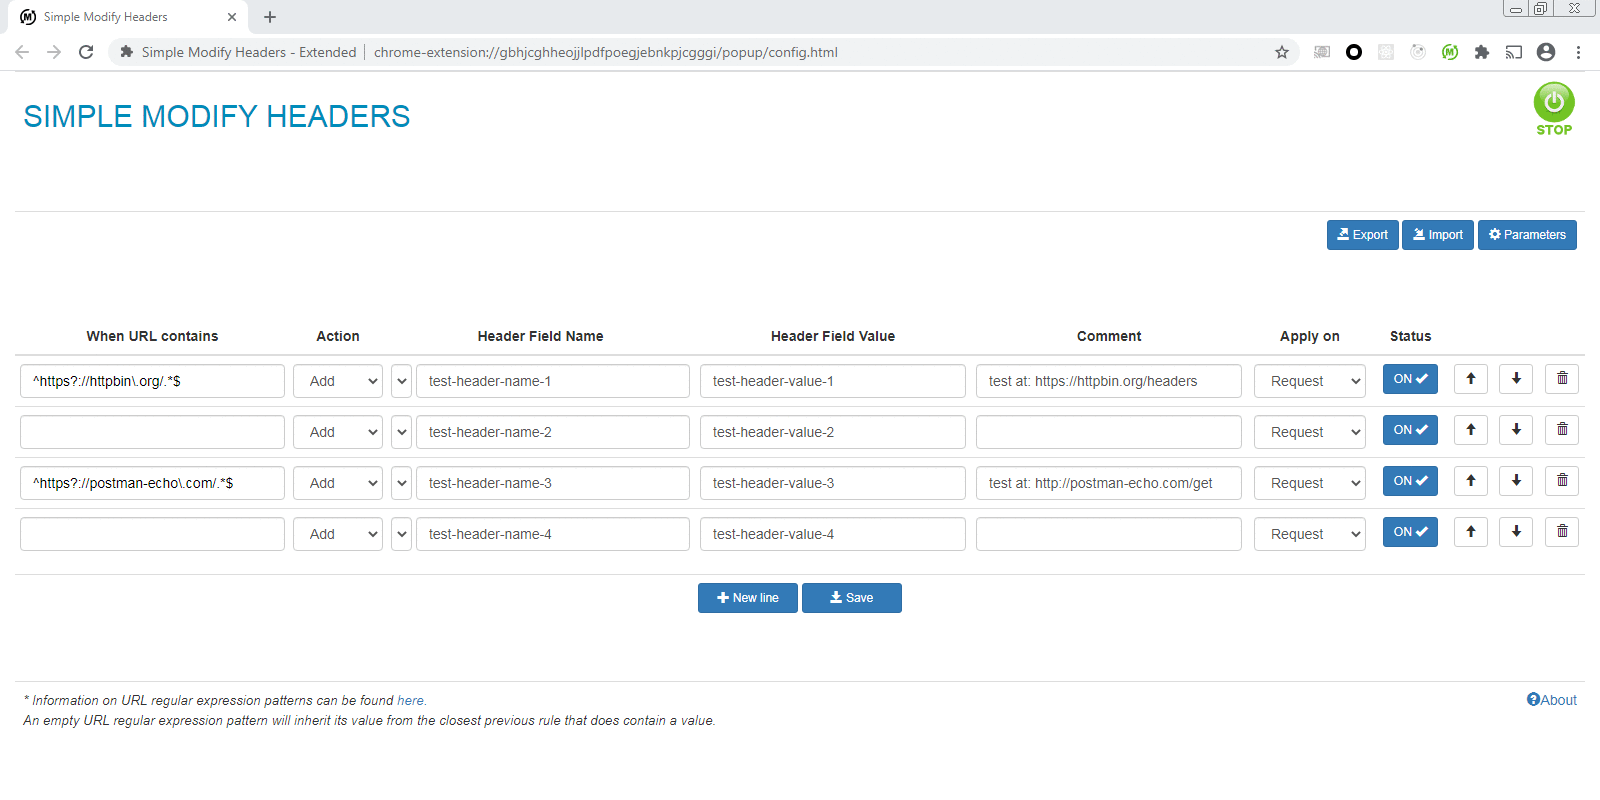 Simple Modify Headers
Simple Modify Headers - Extended chrome-extension://gbhjcghheojjlpdfpoegjebnkpjcgggi/popup/config.html
SIMPLE MODIFY HEADERS
STOP
Export Import Parameters
When URL contains Action Header Field Name Header Field Value Comment Apply on Status
^https?://httpbin\.org/.*$ Add test-header-name-1 test-header-value-1 test at: https://httpbin.org/headers Request ON
Add test-header-name-2 test-header-value-2 Request ON
^https?://postman-echo\.com/.*$ Add test-header-name-3 test-header-value-3 test at: http://postman-echo.com/get Request ON
Add test-header-name-4 test-header-value-4 Request ON
New line Save
* Information on URL regular expression patterns can be found here. About
An empty URL regular expression pattern will inherit its value from the closest previous rule that does contain a value.